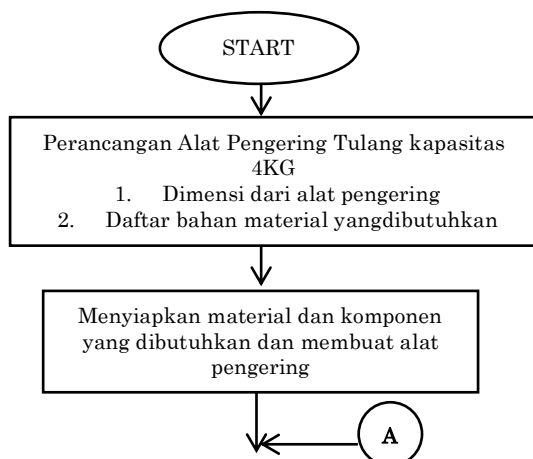 START
Perancangan Alat Pengering Tulang kapasitas
4KG
1. Dimensi dari alat pengering
2. Daftar bahan material yangdibutuhkan
Menyiapkan material dan komponen
yang dibutuhkan dan membuat alat
pengering
A